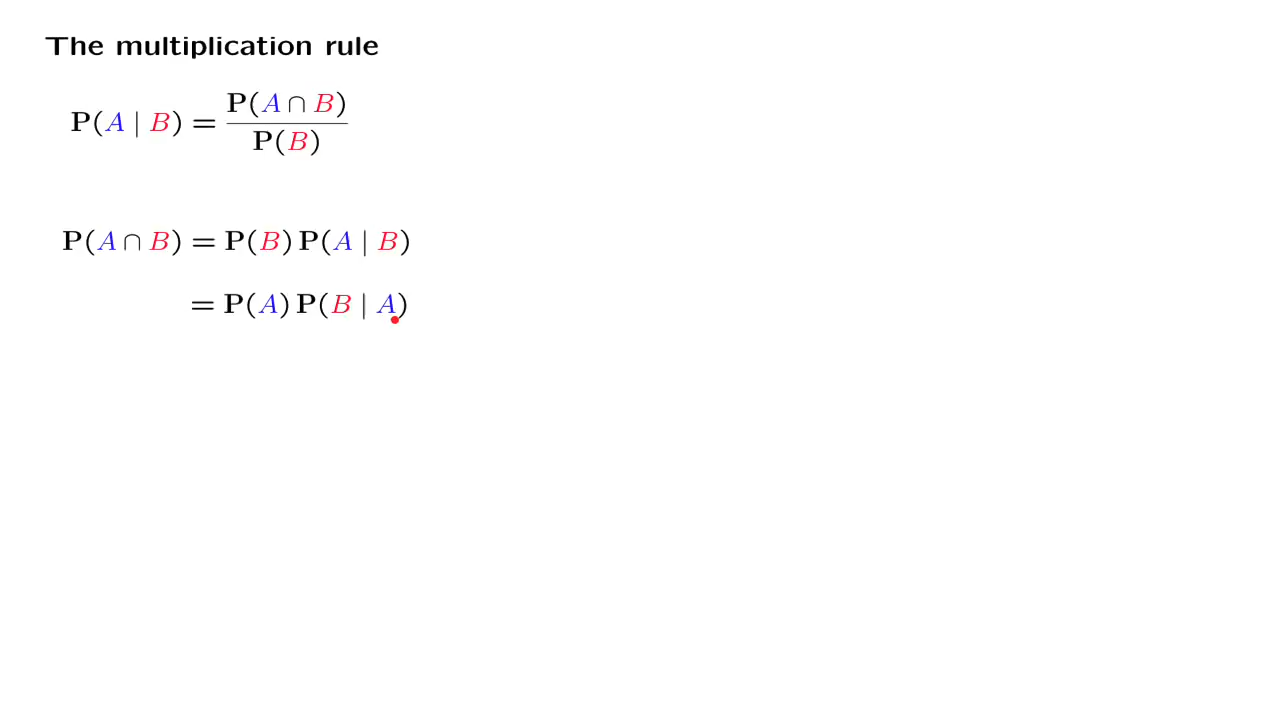 The multiplication rule
P(A | B) = P(A ∩ B) / P(B)
P(A ∩ B) = P(B) P(A | B)
= P(A) P(B | A)